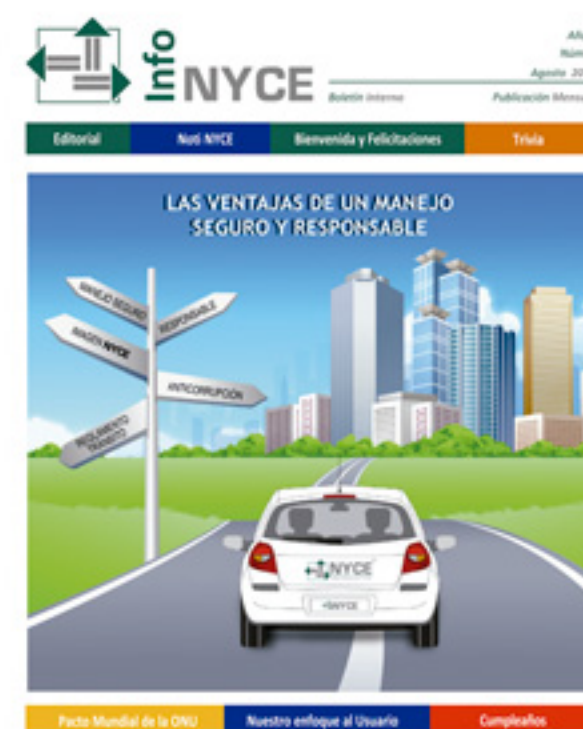 Info
NYCE
Boletín Interno
Agosto
Publicación
Editorial
Noti NYCE
Bienvenida y Felicitaciones
Trivia
LAS VENTAJAS DE UN MANEJO
SEGURO Y RESPONSABLE
MANEJO SEGURO
RESPONSABLE
IMAGEN NYCE
ANTICORRUPCIÓN
REGLAMENTO
TRÁNSITO
NYCE
NYCE
Pacto Mundial de la ONU
Nuestro enfoque al Usuario
Cumpleaños